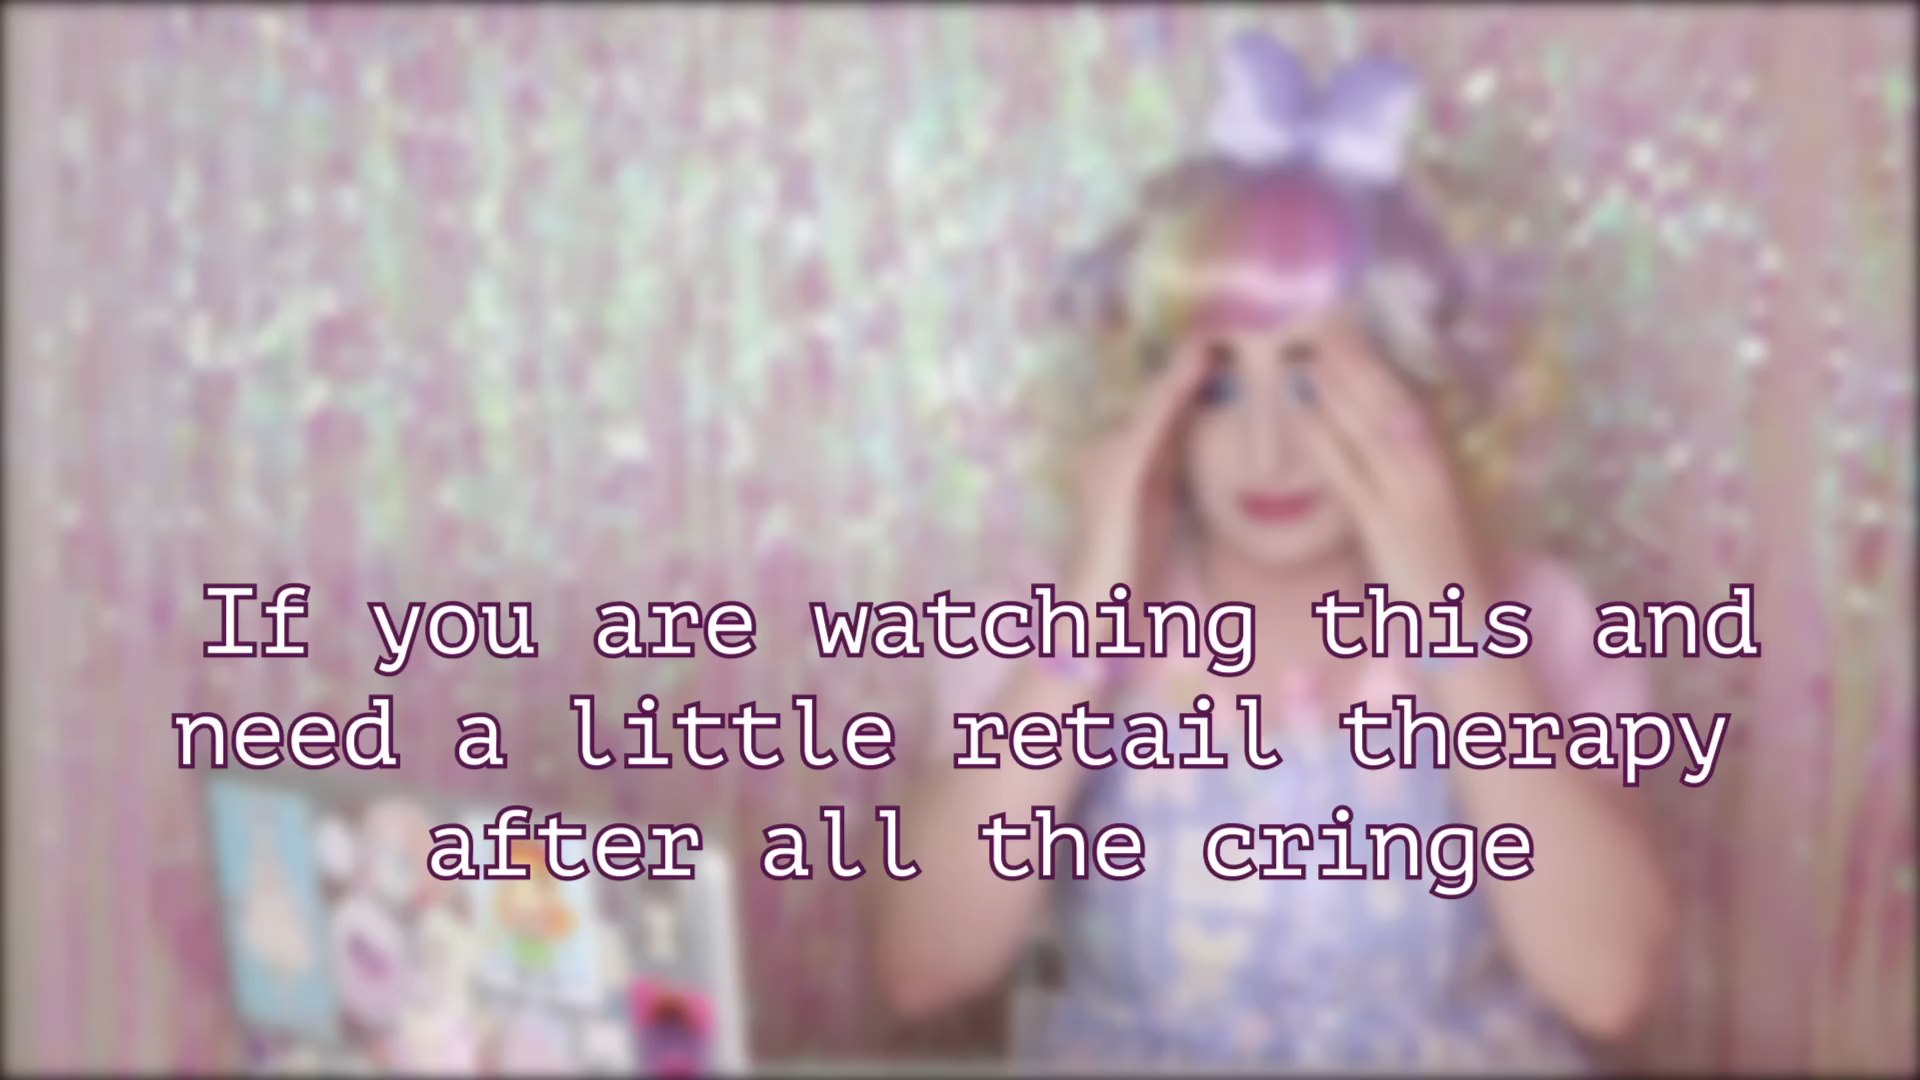 If you are watching this and
need a little retail therapy
after all the cringe